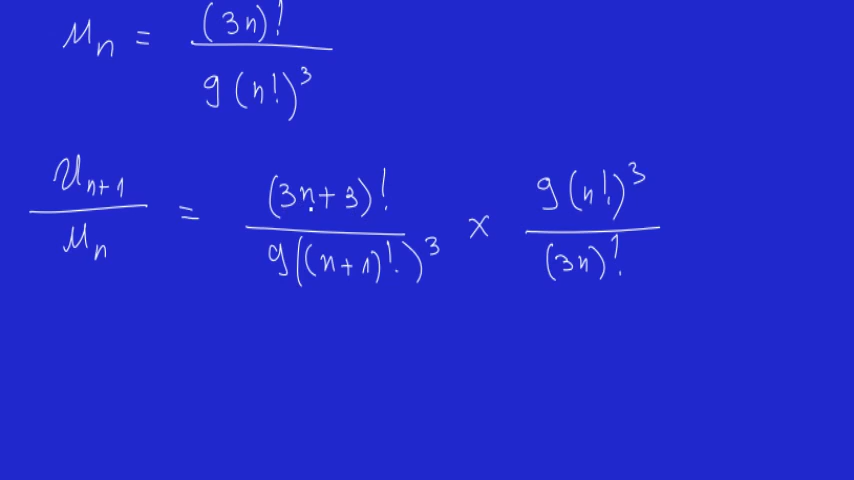 u_n = (3n)! / 9(n!)^3
u_{n+1} / u_n = (3n+3)! / 9((n+1)!)^3 × 9(n!)^3 / (3n)!